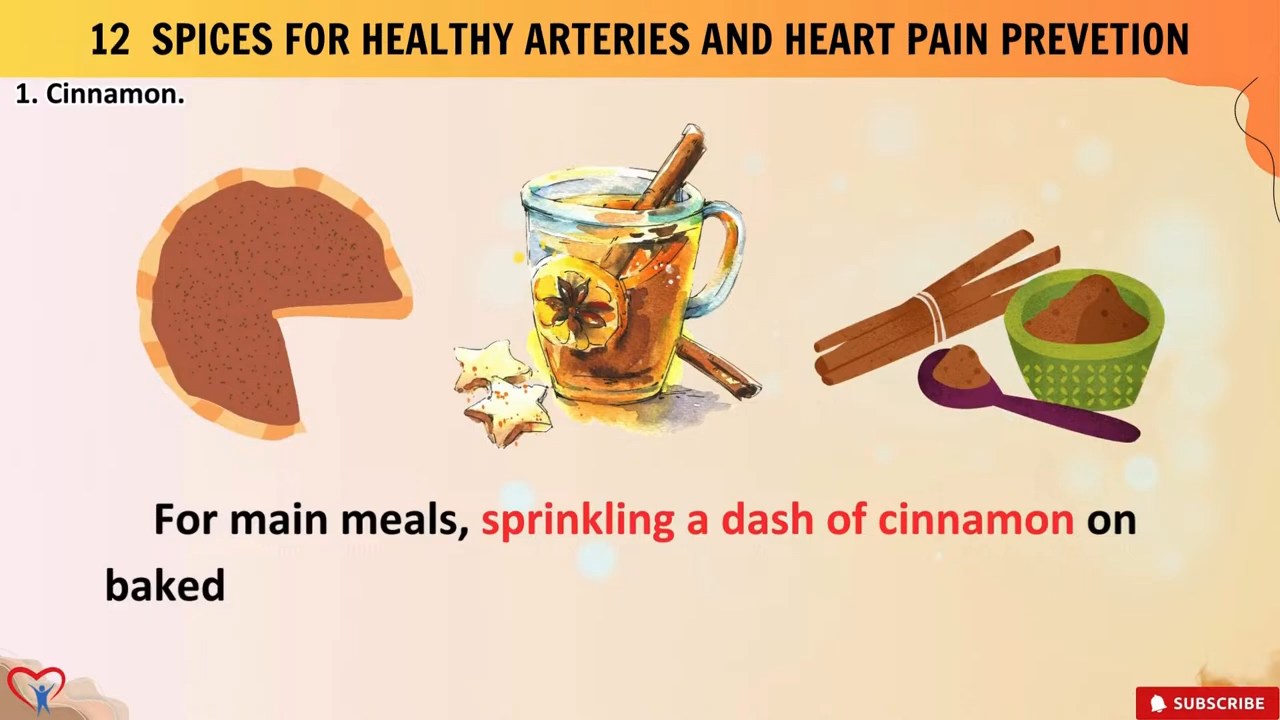 12 SPICES FOR HEALTHY ARTERIES AND HEART PAIN PREVETION
1. Cinnamon.
For main meals, sprinkling a dash of cinnamon on
baked
SUBSCRIBE